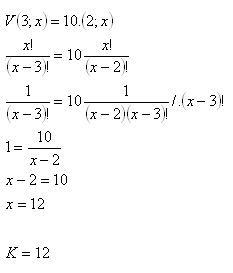 V(3; x) = 10.(2; x)
x!/(x − 3)! = 10 x!/(x − 2)!
1/(x − 3)! = 10 1/((x − 2)(x − 3)!) /.(x − 3)!
1 = 10/(x − 2)
x − 2 = 10
x = 12
K = 12